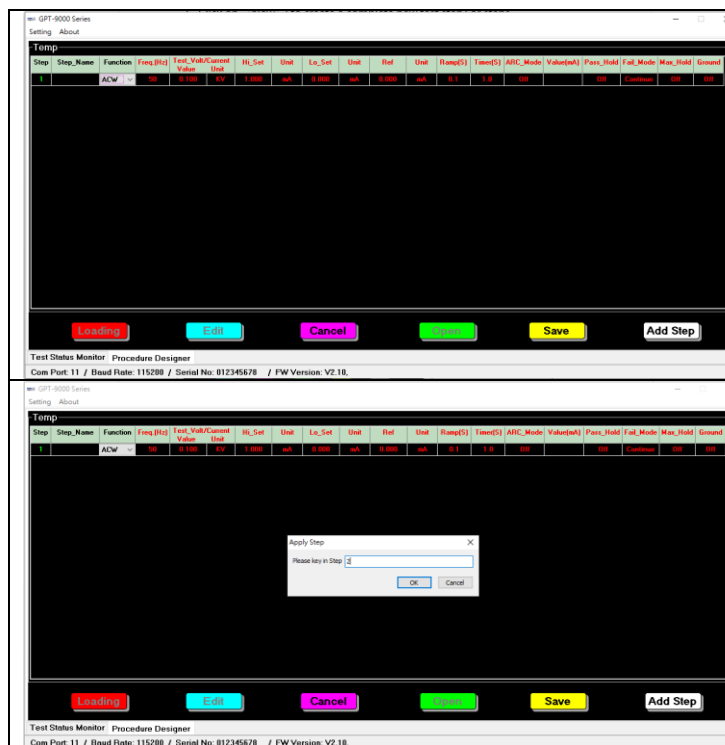 GPT-9000 Series
Setting About
Temp
Step Step_Name Function Freq.(Hz) Test_Volt/Current Value Unit Hi_Set Unit Lo_Set Unit Ref Unit Ramp(S) Timer(S) ARC_Mode Value(mA) Pass_Hold Fail_Mode Max_Hold Ground
1 ACW 50 0.100 KV 1.000 mA 0.000 mA 0.000 mA 0.1 1.0 Off Off Continue Off Off
Loading Edit Cancel Open Save Add Step
Test Status Monitor Procedure Designer
Com Port: 11 / Baud Rate: 115200 / Serial No: 012345678 / FW Version: V2.10,
GPT-9000 Series
Setting About
Temp
Step Step_Name Function Freq.(Hz) Test_Volt/Current Value Unit Hi_Set Unit Lo_Set Unit Ref Unit Ramp(S) Timer(S) ARC_Mode Value(mA) Pass_Hold Fail_Mode Max_Hold Ground
1 ACW 50 0.100 KV 1.000 mA 0.000 mA 0.000 mA 0.1 1.0 Off Off Continue Off Off
Apply Step
Please key in Step 2
OK Cancel
Loading Edit Cancel Open Save Add Step
Test Status Monitor Procedure Designer
Com Port: 11 / Baud Rate: 115200 / Serial No: 012345678 / FW Version: V2.10,